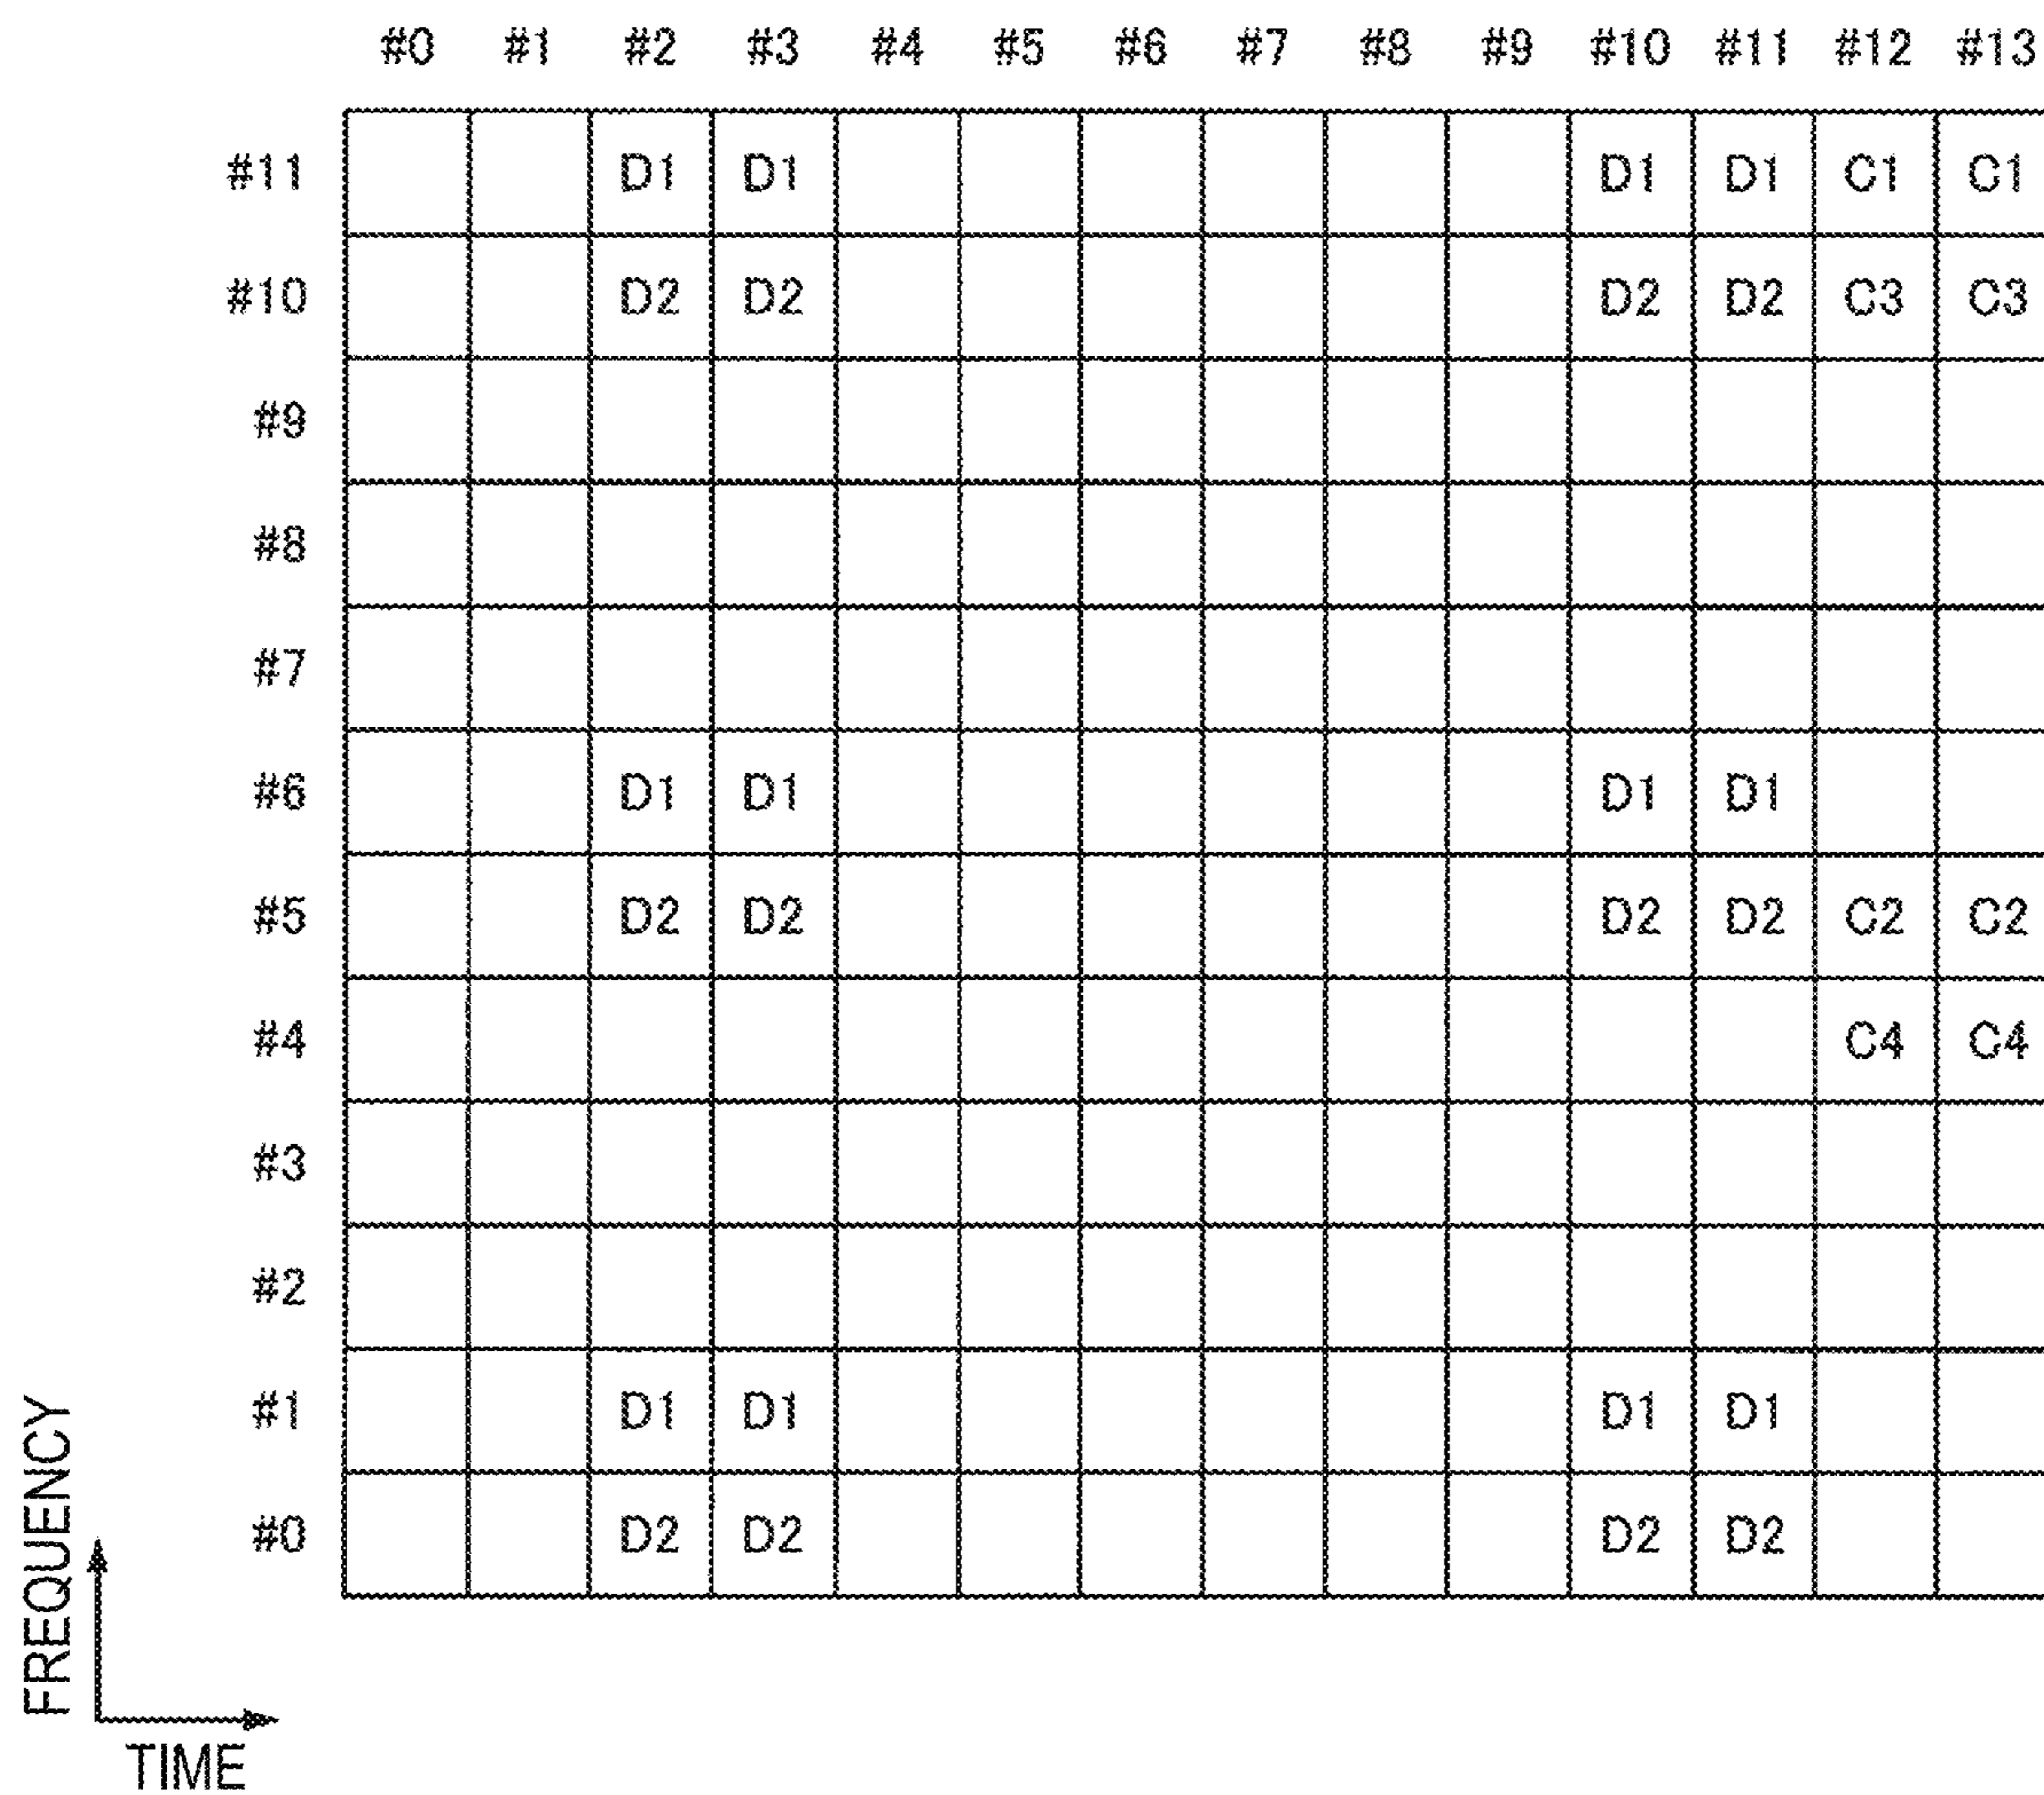 #0 #1 #2 #3 #4 #5 #6 #7 #8 #9 #10 #11 #12 #13
#11 D1 D1 D1 D1 C1 C1
#10 D2 D2 D2 D2 C3 C3
#9
#8
#7
#6 D1 D1 D1 D1
#5 D2 D2 D2 D2 C2 C2
#4 C4 C4
#3
#2
#1 D1 D1 D1 D1
#0 D2 D2 D2 D2
FREQUENCY
TIME